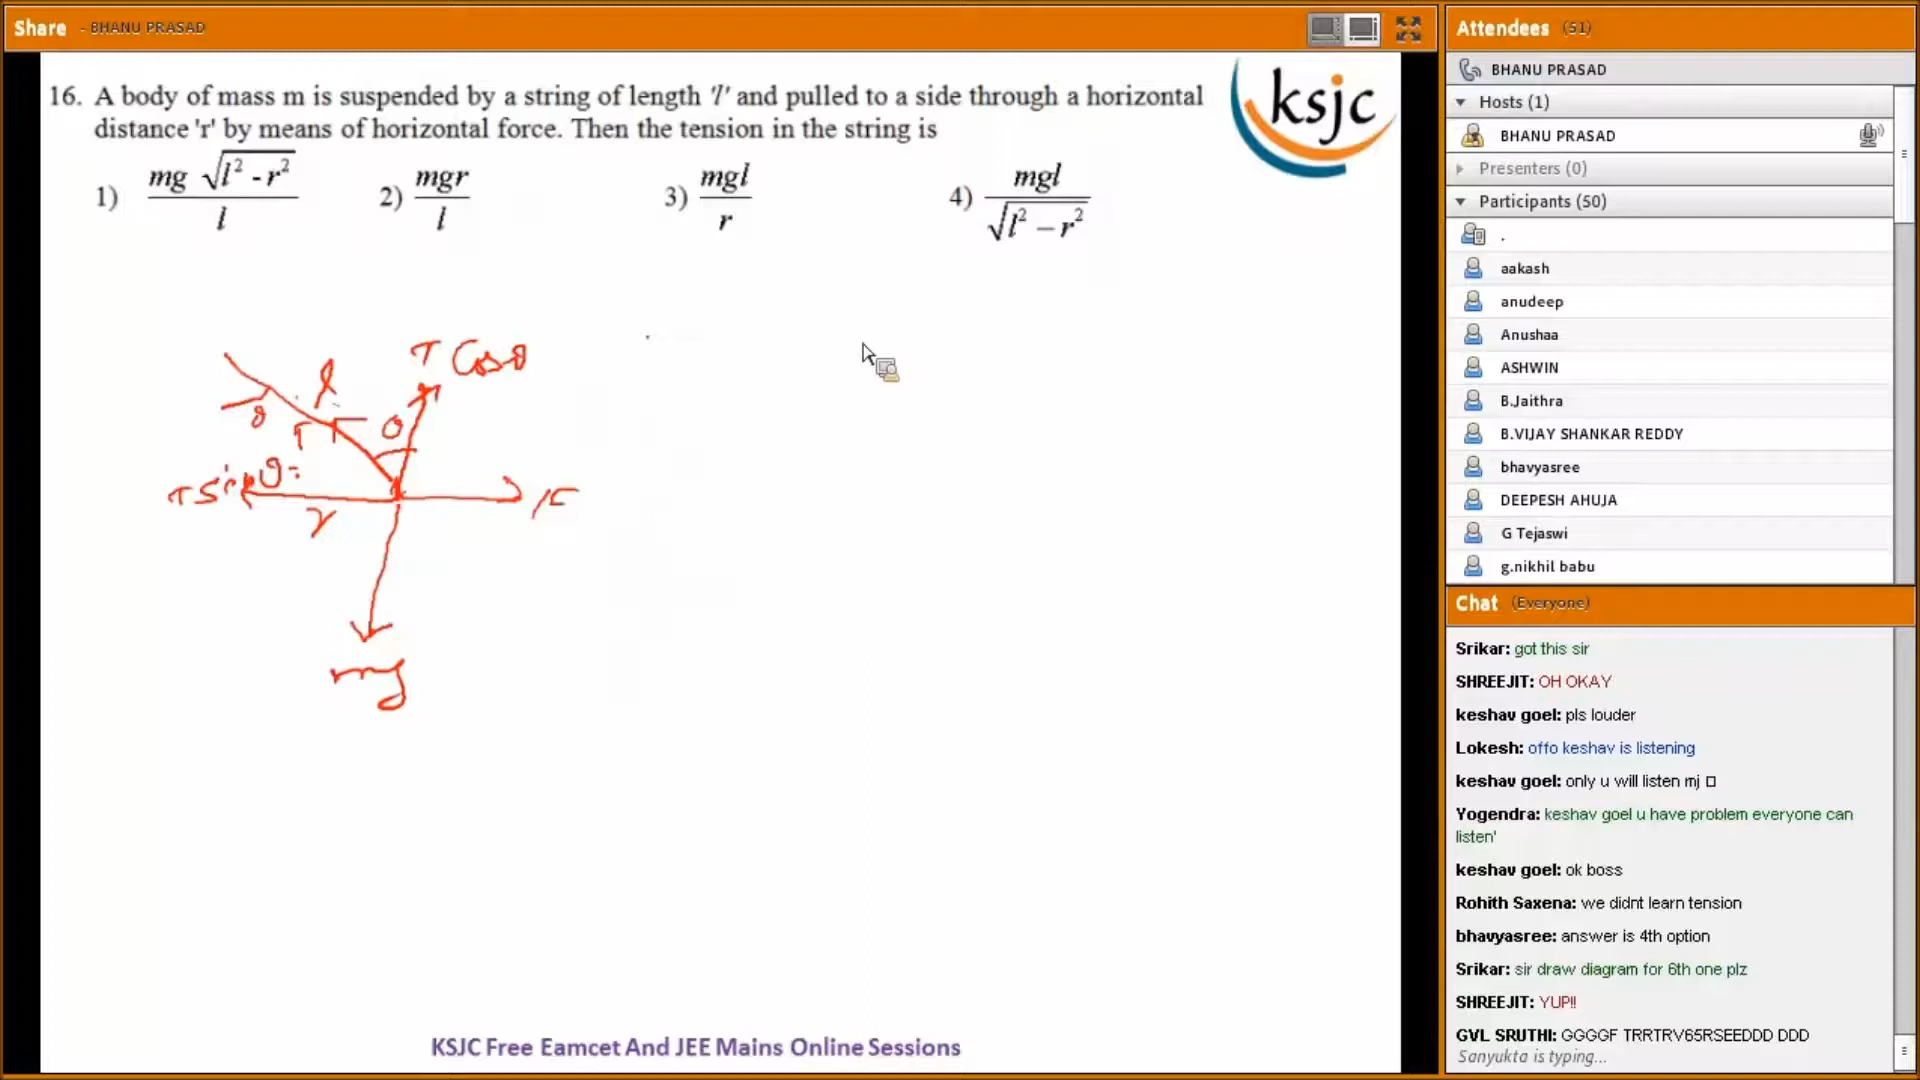 Share - BHANU PRASAD
16. A body of mass m is suspended by a string of length 'l' and pulled to a side through a horizontal
distance 'r' by means of horizontal force. Then the tension in the string is
1) mg √(l² - r²) / l 2) mgr / l 3) mgl / r 4) mgl / √(l² - r²)
ksjc
T Cosθ
l
θ
θ
T
T sinθ
r
F
mg
KSJC Free Eamcet And JEE Mains Online Sessions
Attendees (51)
BHANU PRASAD
Hosts (1)
BHANU PRASAD
Presenters (0)
Participants (50)
.
aakash
anudeep
Anushaa
ASHWIN
B.Jaithra
B.VIJAY SHANKAR REDDY
bhavyasree
DEEPESH AHUJA
G Tejaswi
g.nikhil babu
Chat (Everyone)
Srikar: got this sir
SHREEJIT: OH OKAY
keshav goel: pls louder
Lokesh: offo keshav is listening
keshav goel: only u will listen mj □
Yogendra: keshav goel u have problem everyone can
listen'
keshav goel: ok boss
Rohith Saxena: we didnt learn tension
bhavyasree: answer is 4th option
Srikar: sir draw diagram for 6th one plz
SHREEJIT: YUP!!
GVL SRUTHI: GGGGF TRRTRV65RSEEDDD DDD
Sanyukta is typing...